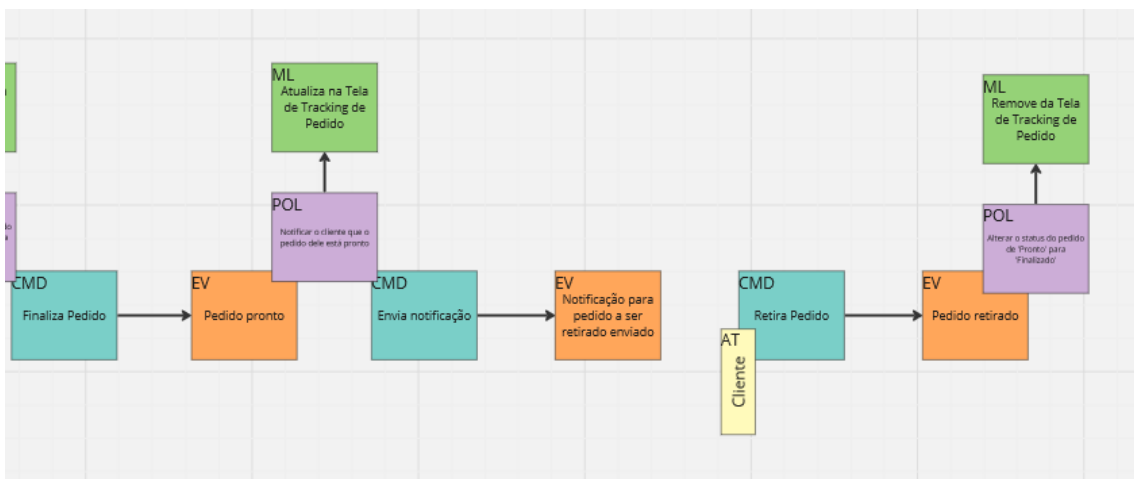 ML
Atualiza na Tela
de Tracking de
Pedido
POL
Notificar o cliente que o
pedido dele está pronto
CMD
Finaliza Pedido
EV
Pedido pronto
CMD
Envia notificação
EV
Notificação para
pedido a ser
retirado enviado
AT
Cliente
CMD
Retira Pedido
EV
Pedido retirado
POL
Alterar o status do pedido
de 'Pronto' para
'Finalizado'
ML
Remove da Tela
de Tracking de
Pedido